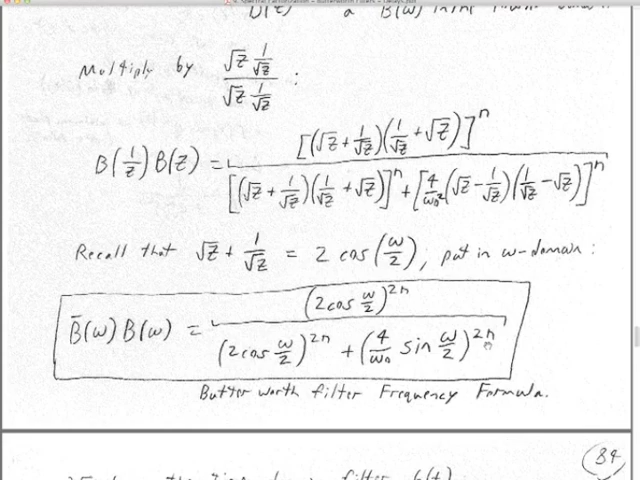 Multiply by √z 1/√z / √z 1/√z :
B(1/z) B(z) = [(√z + 1/√z)(1/√z + √z)]^n / [(√z + 1/√z)(1/√z + √z)]^n + [4/ω₀² (√z − 1/√z)(1/√z − √z)]^n
Recall that √z + 1/√z = 2 cos(ω/2), put in ω-domain:
B̄(ω) B(ω) = (2cos ω/2)^2n / (2cos ω/2)^2n + (4/ω₀ sin ω/2)^2n
Butterworth filter Frequency Formula.
84